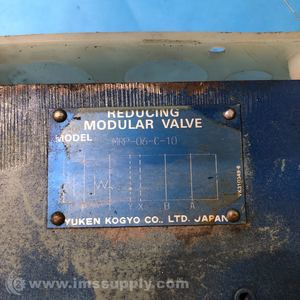 REDUCING
MODULAR VALVE
MODEL
MRP-06-C-10
X B A
YUKEN KOGYO CO., LTD. JAPAN
© www.imssupply.com